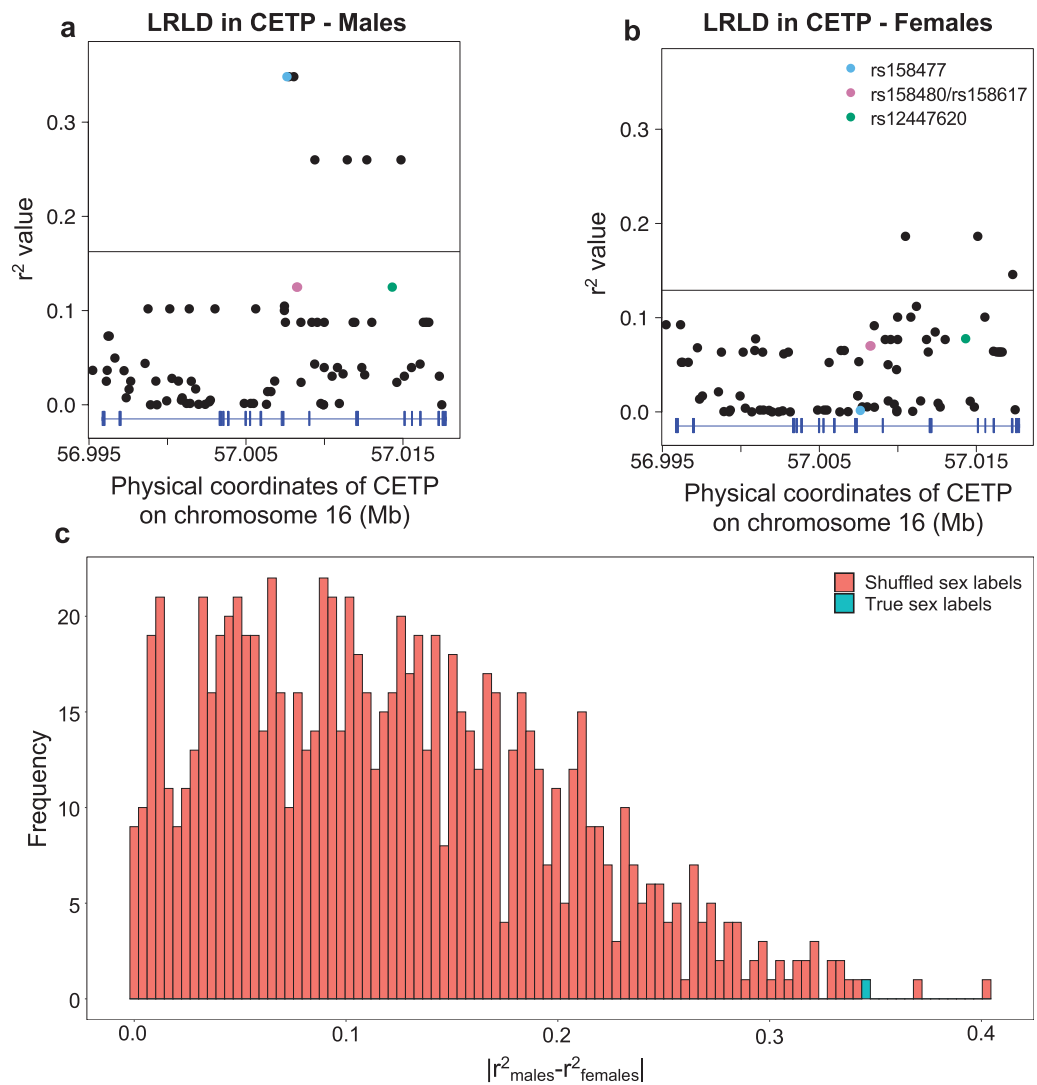 a
LRLD in CETP - Males
r² value
0.3
0.2
0.1
0.0
56.995
57.005
57.015
Physical coordinates of CETP
on chromosome 16 (Mb)
b
LRLD in CETP - Females
rs158477
rs158480/rs158617
rs12447620
r² value
0.3
0.2
0.1
0.0
56.995
57.005
57.015
Physical coordinates of CETP
on chromosome 16 (Mb)
c
Shuffled sex labels
True sex labels
Frequency
20
15
10
5
0
0.0
0.1
0.2
0.3
0.4
|r²males-r²females|